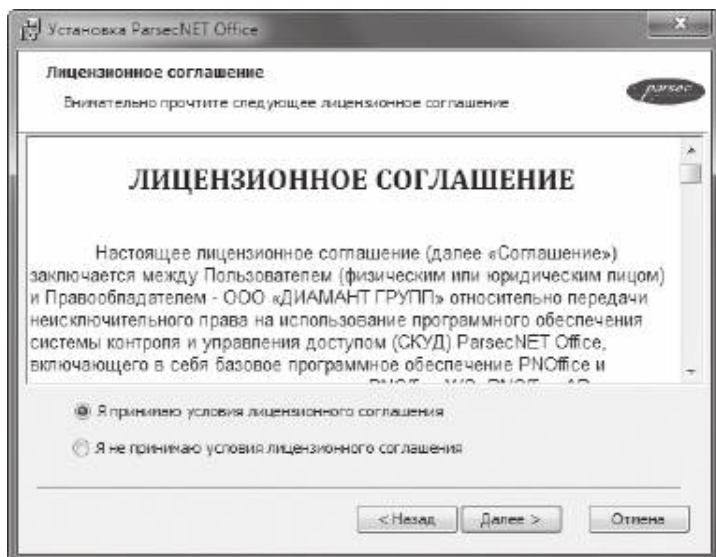 Установка ParsecNET Office
Лицензионное соглашение
Внимательно прочтите следующее лицензионное соглашение
parsec
ЛИЦЕНЗИОННОЕ СОГЛАШЕНИЕ
Настоящее лицензионное соглашение (далее «Соглашение»)
заключается между Пользователем (физическим или юридическим лицом)
и Правообладателем - ООО «ДИАМАНТ ГРУПП» относительно передачи
неисключительного права на использование программного обеспечения
системы контроля и управления доступом (СКУД) ParsecNET Office,
включающего в себя базовое программное обеспечение PNOffice и
Я принимаю условия лицензионного соглашения
Я не принимаю условия лицензионного соглашения
< Назад
Далее >
Отмена